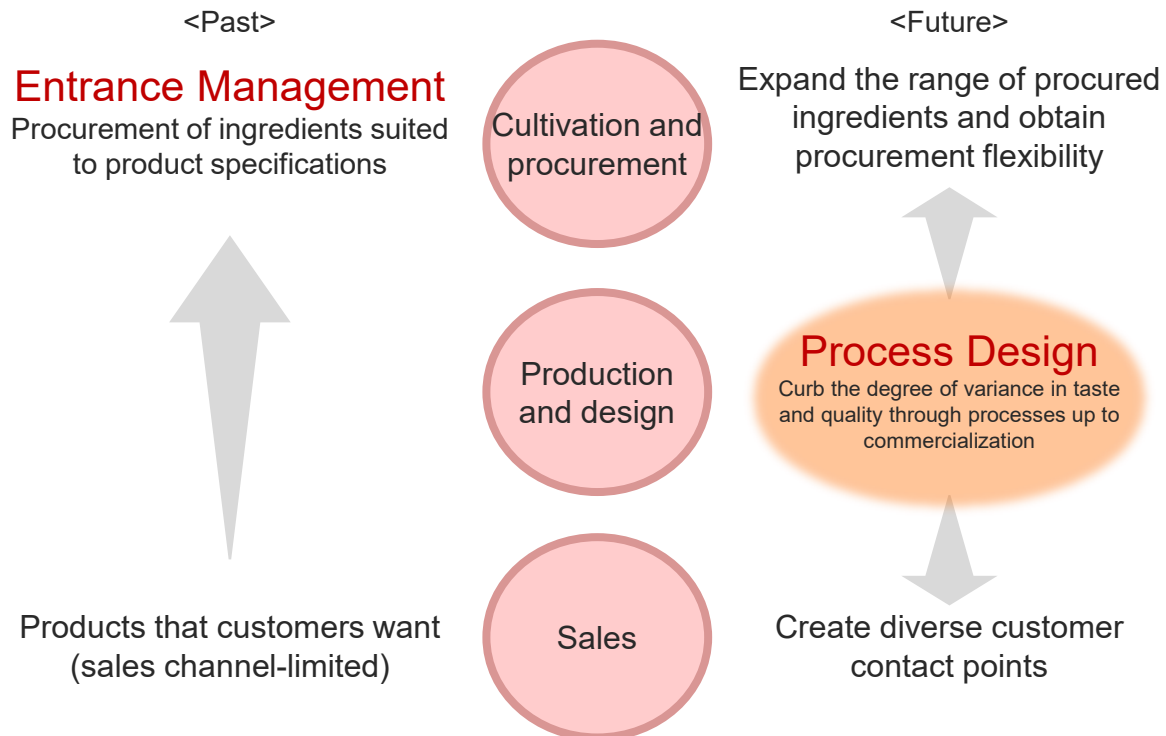 <Past>
Entrance Management
Procurement of ingredients suited
to product specifications
Products that customers want
(sales channel-limited)
Cultivation and
procurement
Production
and design
Sales
<Future>
Expand the range of procured
ingredients and obtain
procurement flexibility
Process Design
Curb the degree of variance in taste
and quality through processes up to
commercialization
Create diverse customer
contact points